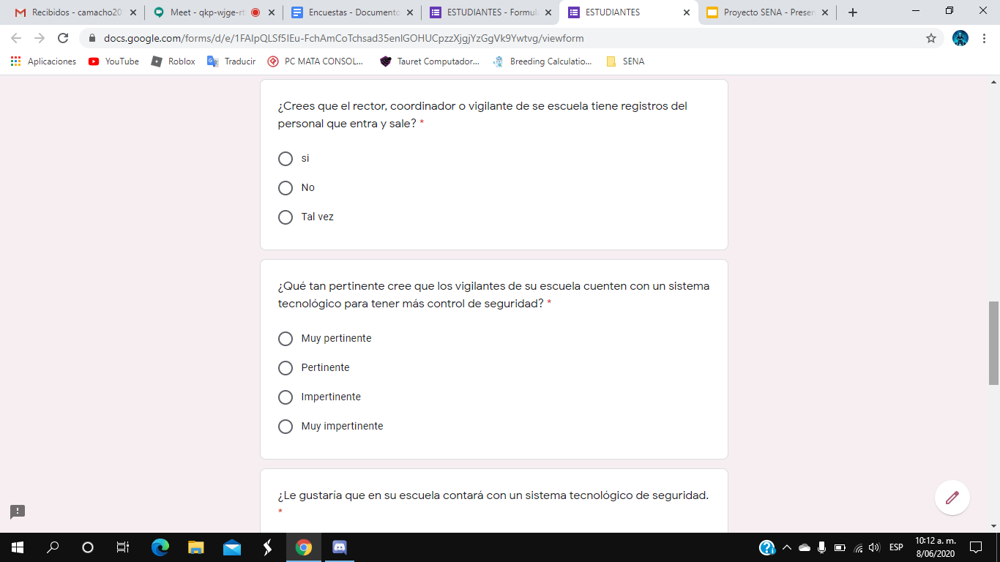 Recibidos - camacho20
Meet - qkp-wjge-rt
Encuestas - Documento
ESTUDIANTES - Formul
ESTUDIANTES
Proyecto SENA - Presen
docs.google.com/forms/d/e/1FAIpQLSf5IEu-FchAmCoTchsad35enlGOHUCpzzXjgjYzGgVk9Ywtvg/viewform
Aplicaciones
YouTube
Roblox
Traducir
PC MATA CONSOL...
Tauret Computador...
Breeding Calculatio...
SENA
¿Crees que el rector, coordinador o vigilante de se escuela tiene registros del
personal que entra y sale? *
si
No
Tal vez
¿Qué tan pertinente cree que los vigilantes de su escuela cuenten con un sistema
tecnológico para tener más control de seguridad? *
Muy pertinente
Pertinente
Impertinente
Muy impertinente
¿Le gustaría que en su escuela contará con un sistema tecnológico de seguridad.
*
ESP
10:12 a. m.
8/06/2020